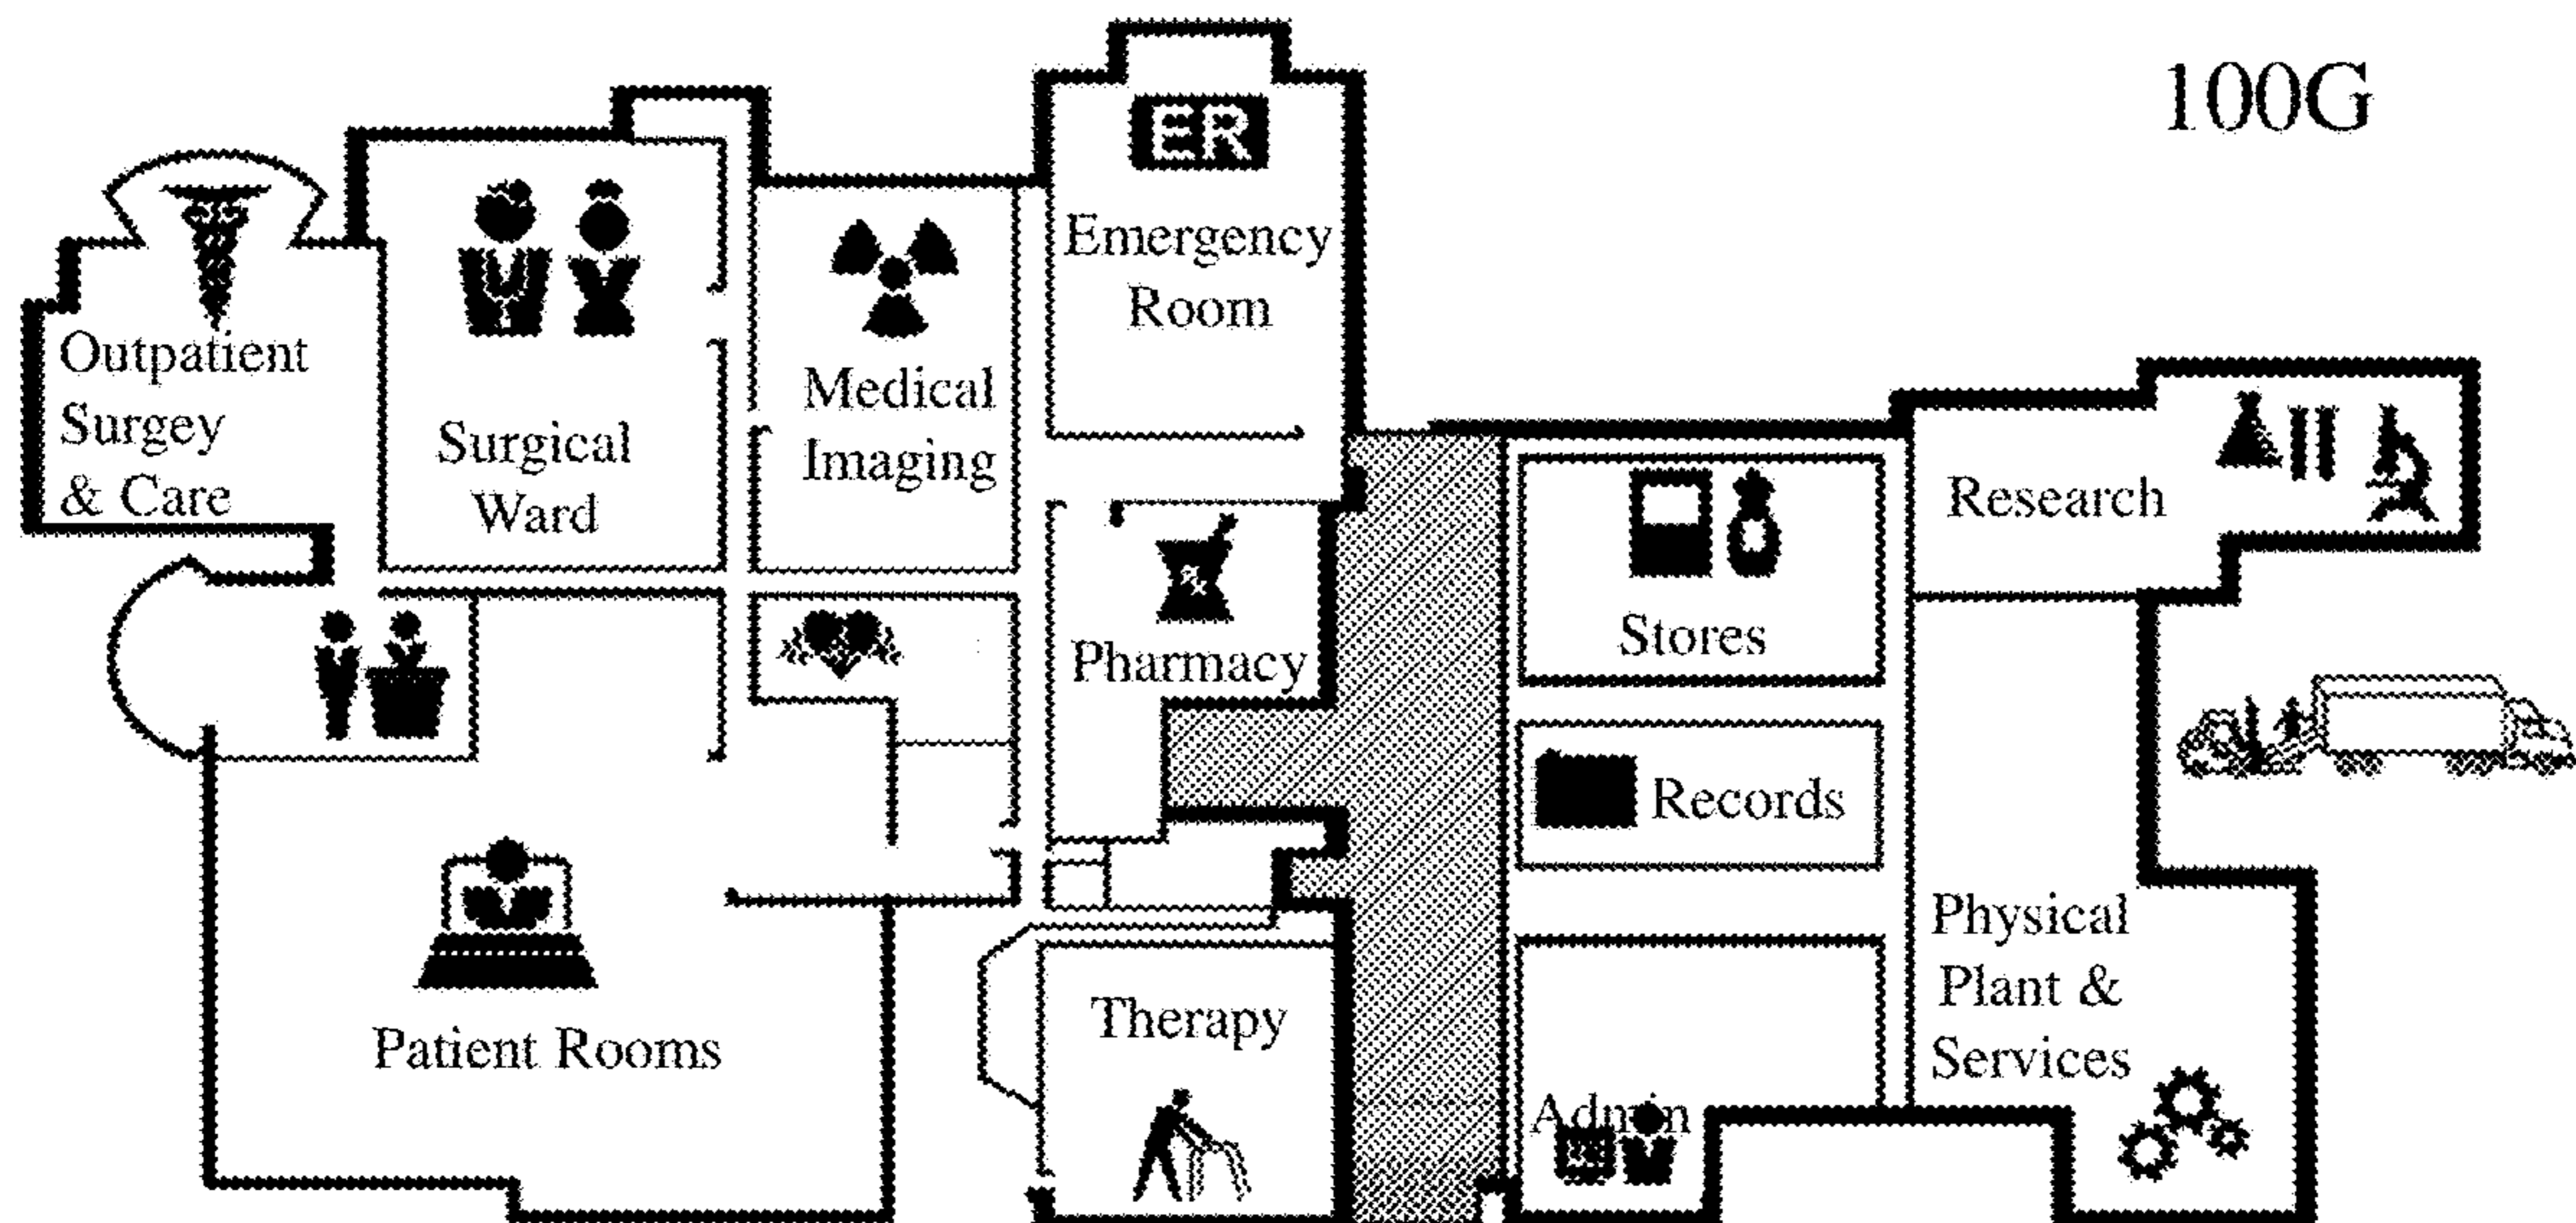 100G
ER
Emergency
Room
Outpatient
Surgey
& Care
Surgical
Ward
Medical
Imaging
Research
Pharmacy
Stores
Records
Physical
Plant &
Services
Therapy
Patient Rooms
Admin